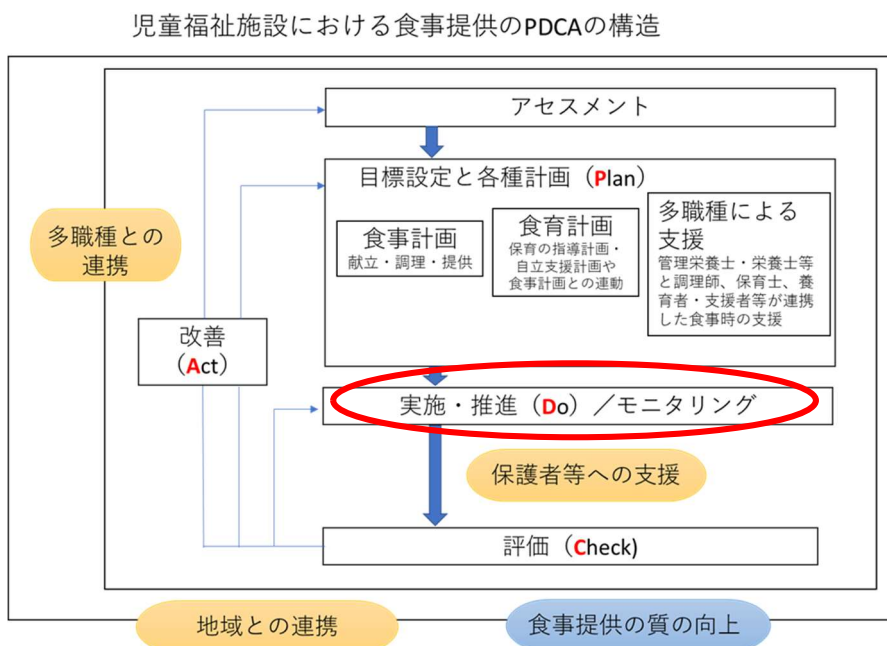 児童福祉施設における食事提供のPDCAの構造
アセスメント
目標設定と各種計画（Plan）
食事計画
献立・調理・提供
食育計画
保育の指導計画・
自立支援計画や
食事計画との連動
多職種による
支援
管理栄養士・栄養士等
と調理師、保育士、養
育者・支援者等が連携
した食事時の支援
多職種との
連携
改善
（Act）
実施・推進（Do）／モニタリング
保護者等への支援
評価（Check)
地域との連携
食事提供の質の向上